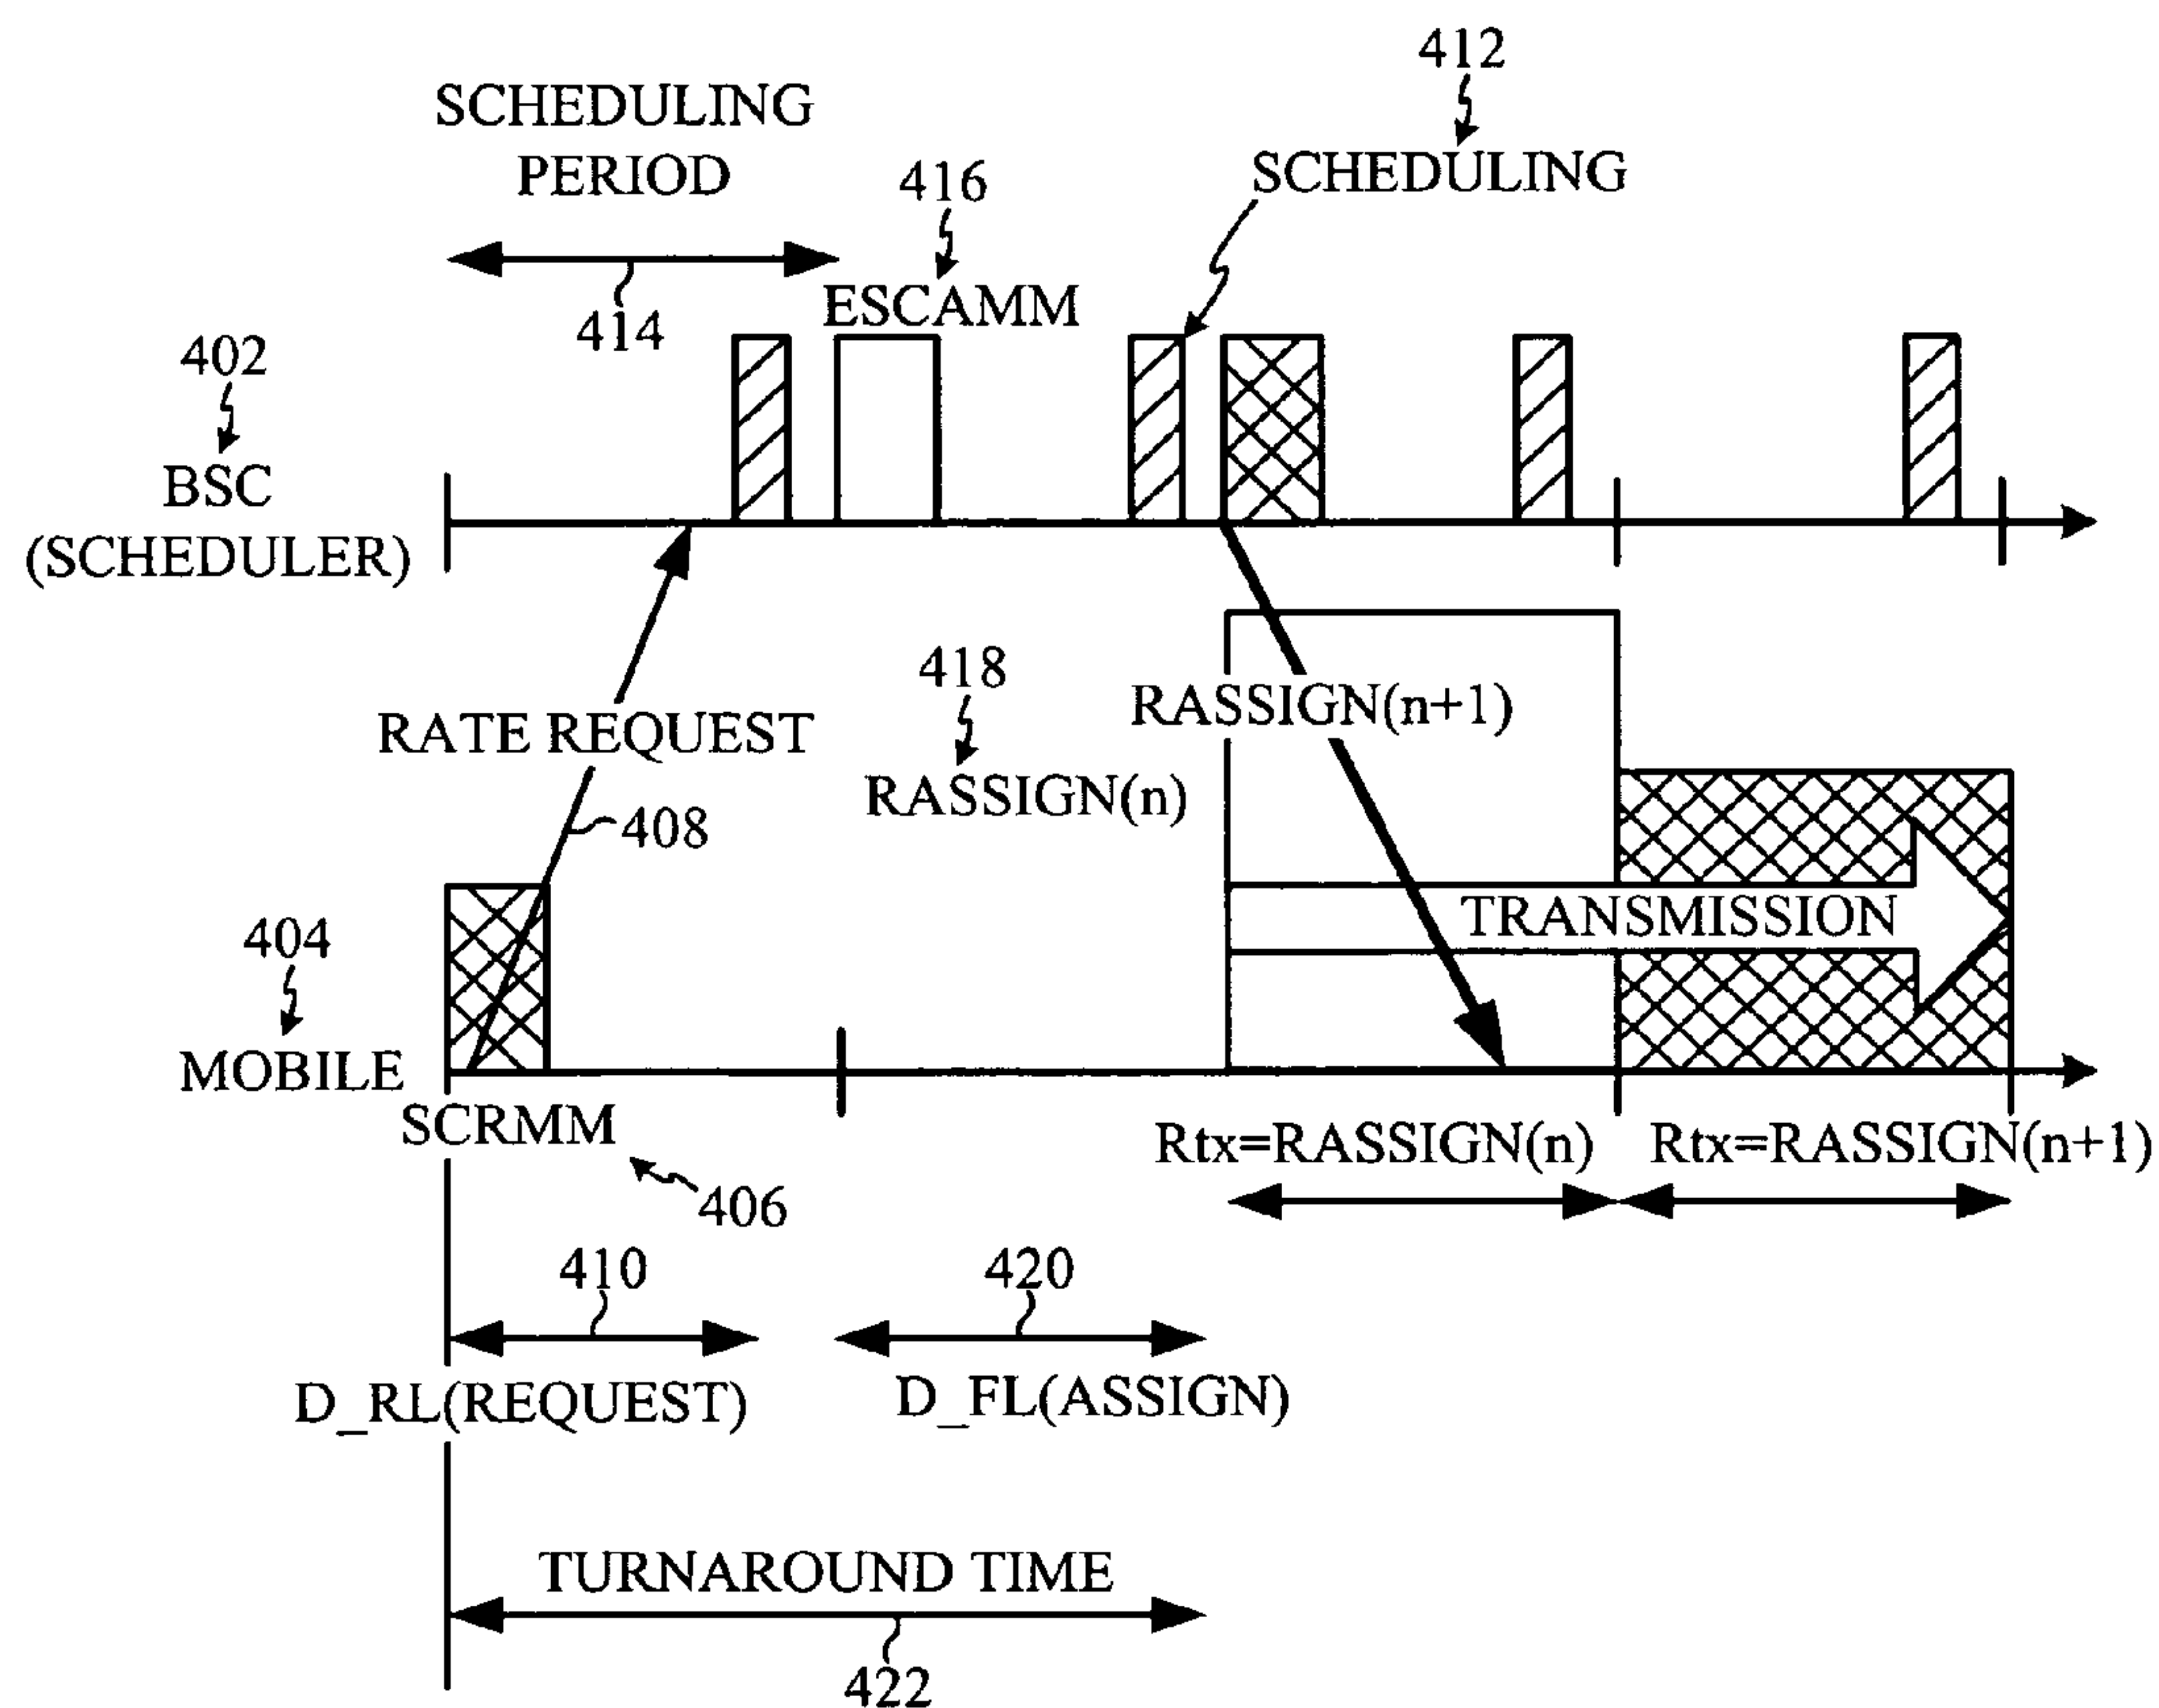 412
SCHEDULING
PERIOD
416
SCHEDULING
414
ESCAMM
402
BSC
(SCHEDULER)
418
RASSIGN(n+1)
RATE REQUEST
RASSIGN(n)
408
404
TRANSMISSION
MOBILE
SCRMM
406
Rtx=RASSIGN(n)
Rtx=RASSIGN(n+1)
410
420
D_RL(REQUEST)
D_FL(ASSIGN)
TURNAROUND TIME
422